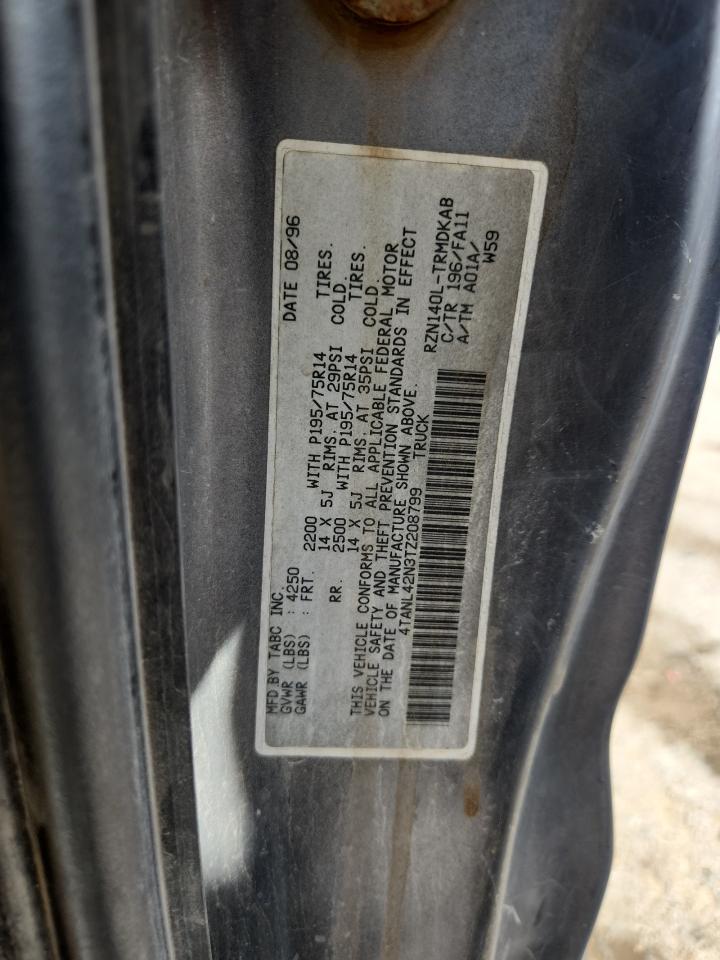 MFD.BY TABC INC. DATE 08/96
GVWR (LBS) : 4250
GAWR (LBS) : FRT. 2200 WITH P195/75R14 TIRES.
14 X 5J RIMS. AT 29PSI COLD.
RR. 2500 WITH P195/75R14 TIRES.
14 X 5J RIMS. AT 35PSI COLD.
THIS VEHICLE CONFORMS TO ALL APPLICABLE FEDERAL MOTOR
VEHICLE SAFETY AND THEFT PREVENTION STANDARDS IN EFFECT
ON THE DATE OF MANUFACTURE SHOWN ABOVE.
4TANL42N3TZ208799 TRUCK
RZN140L-TRMDKAB
C/TR 196/FA11
A/TM A01A/
W59